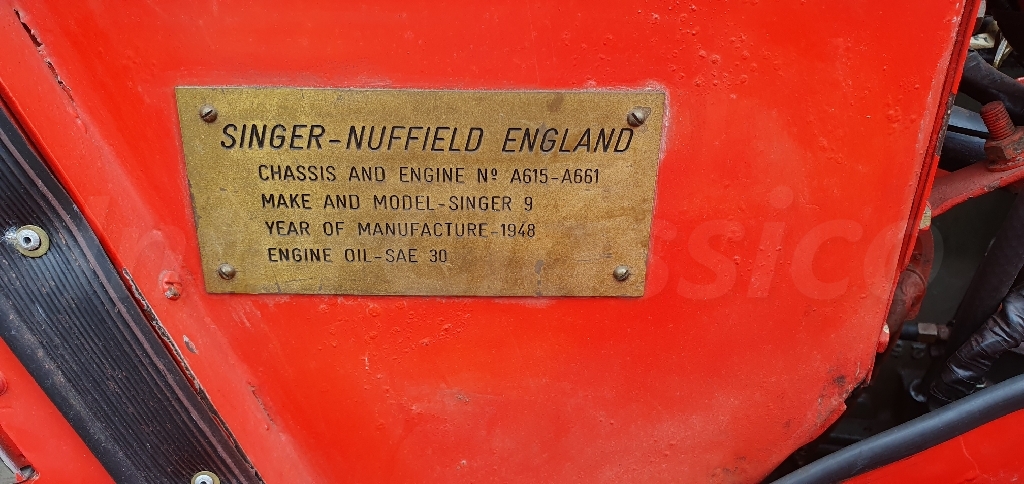 SINGER-NUFFIELD ENGLAND
CHASSIS AND ENGINE Nº A615-A661
MAKE AND MODEL-SINGER 9
YEAR OF MANUFACTURE-1948
ENGINE OIL-SAE 30